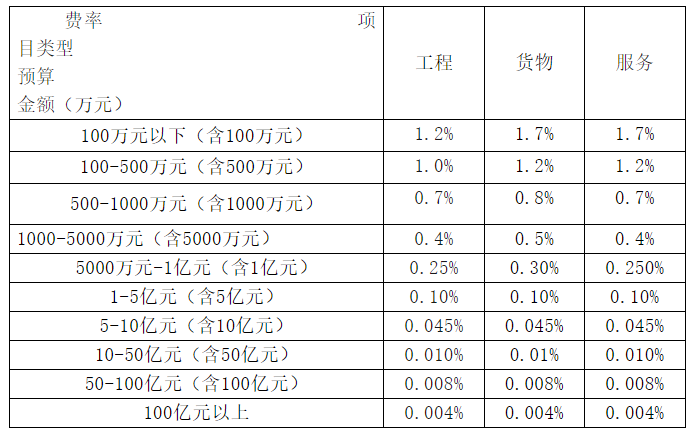 费率 项
目类型
预算
金额（万元）
工程 货物 服务
100万元以下（含100万元） 1.2% 1.7% 1.7%
100-500万元（含500万元） 1.0% 1.2% 1.2%
500-1000万元（含1000万元） 0.7% 0.8% 0.7%
1000-5000万元（含5000万元） 0.4% 0.5% 0.4%
5000万元-1亿元（含1亿元） 0.25% 0.30% 0.250%
1-5亿元（含5亿元） 0.10% 0.10% 0.10%
5-10亿元（含10亿元） 0.045% 0.045% 0.045%
10-50亿元（含50亿元） 0.010% 0.01% 0.010%
50-100亿元（含100亿元） 0.008% 0.008% 0.008%
100亿元以上 0.004% 0.004% 0.004%